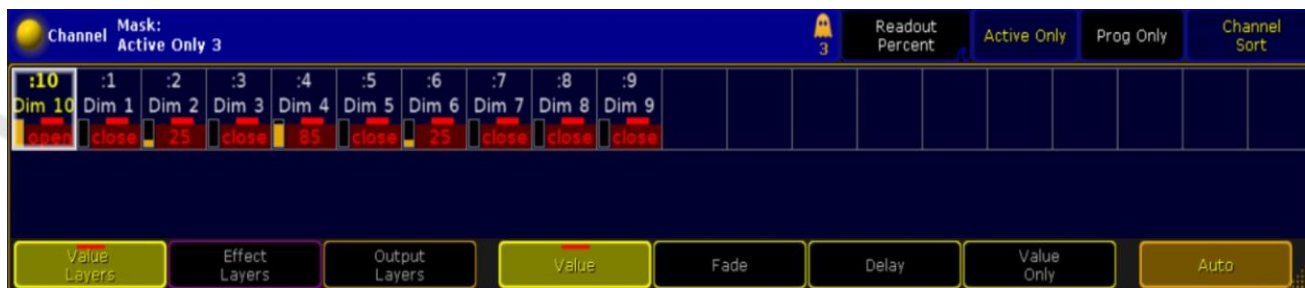 Channel Mask:
Active Only 3
3
Readout
Percent
Active Only
Prog Only
Channel
Sort
:10 :1 :2 :3 :4 :5 :6 :7 :8 :9
Dim 10 Dim 1 Dim 2 Dim 3 Dim 4 Dim 5 Dim 6 Dim 7 Dim 8 Dim 9
open close 25 close 85 close 25 close close close
Value
Layers
Effect
Layers
Output
Layers
Value
Fade
Delay
Value
Only
Auto